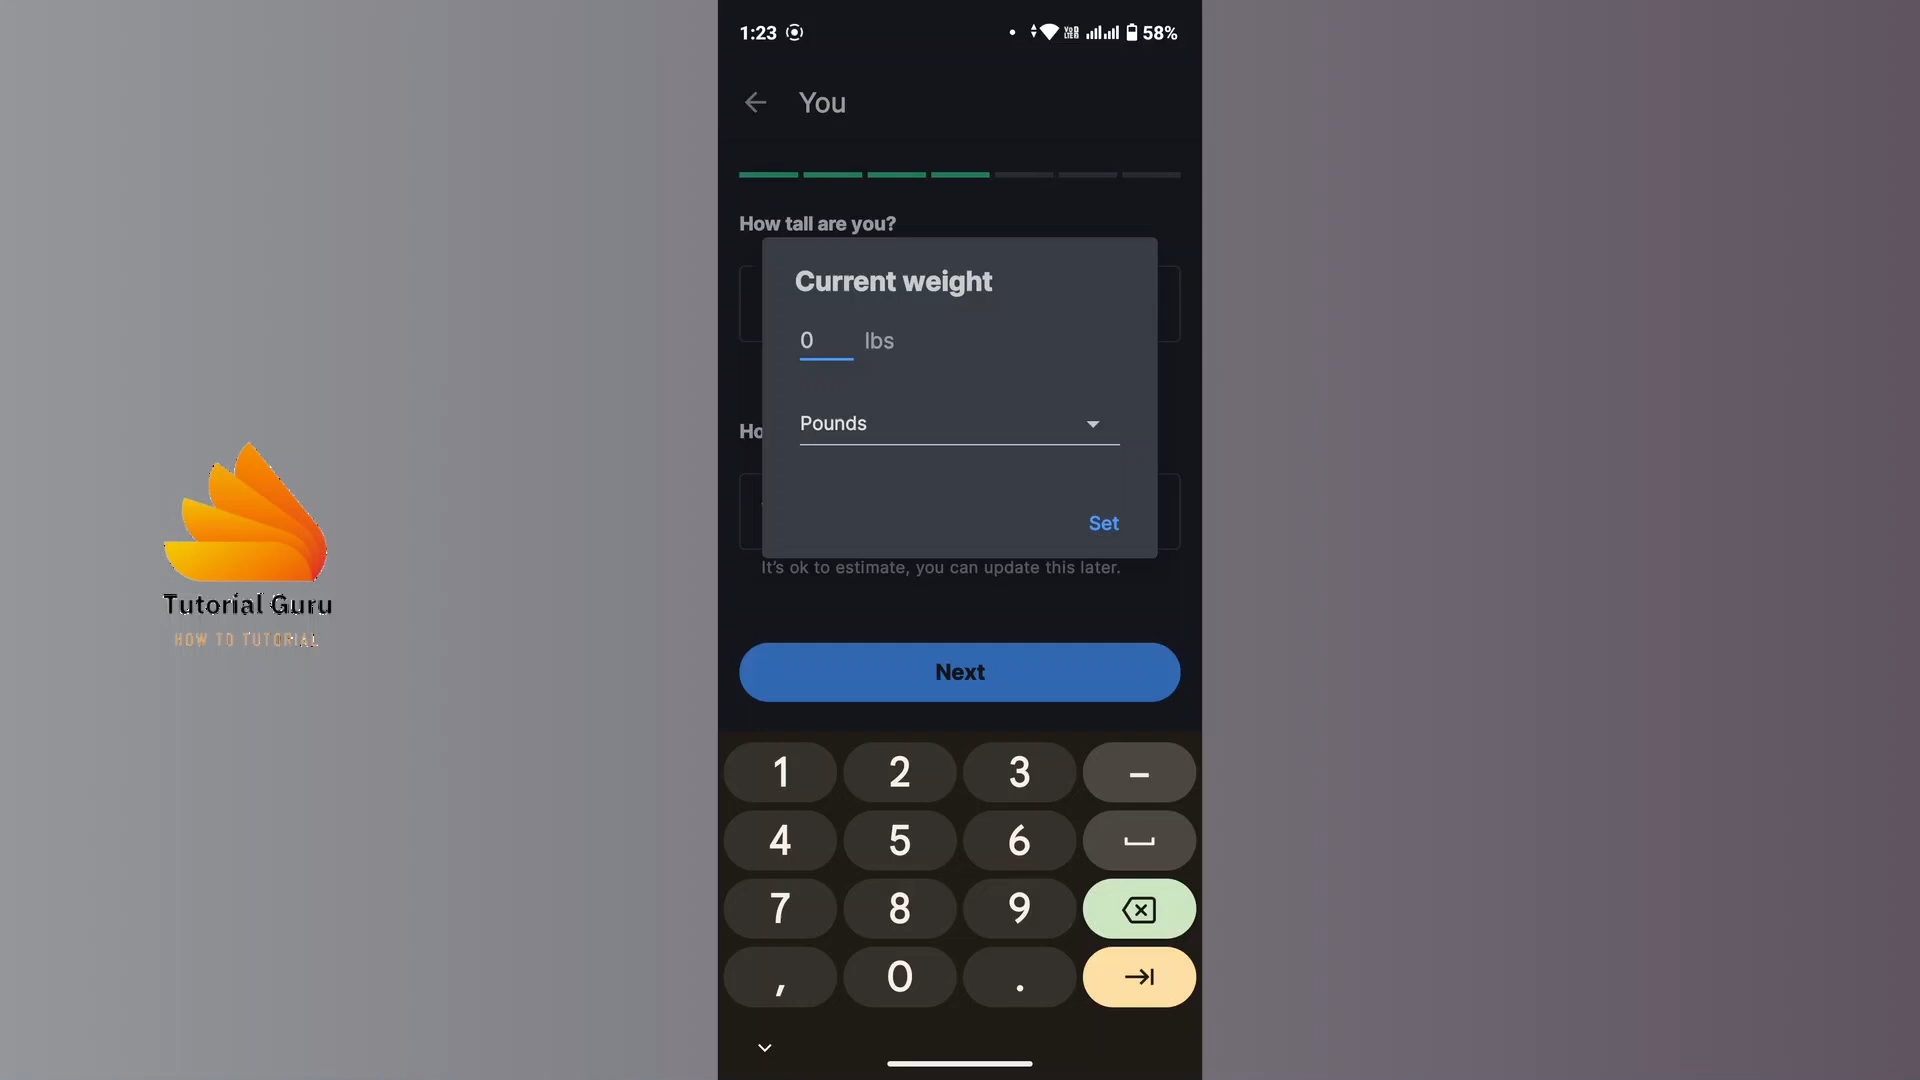 1:23 58%
You
How tall are you?
Current weight
0 lbs
Pounds
Ho
Set
It's ok to estimate, you can update this later.
Next
1 2 3 –
4 5 6
7 8 9
, 0 .
Tutorial Guru
HOW TO TUTORIAL